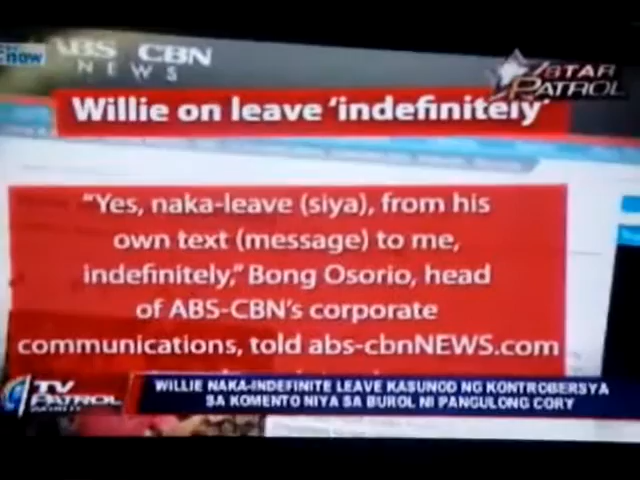 now
ABS CBN
NEWS
STAR
PATROL
Willie on leave 'indefinitely'
"Yes, naka-leave (siya), from his
own text (message) to me,
indefinitely," Bong Osorio, head
of ABS-CBN's corporate
communications, told abs-cbnNEWS.com
TV
PATROL
WILLIE NAKA-INDEFINITE LEAVE KASUNOD NG KONTROBERSYA
SA KOMENTO NIYA SA BUROL NI PANGULONG CORY